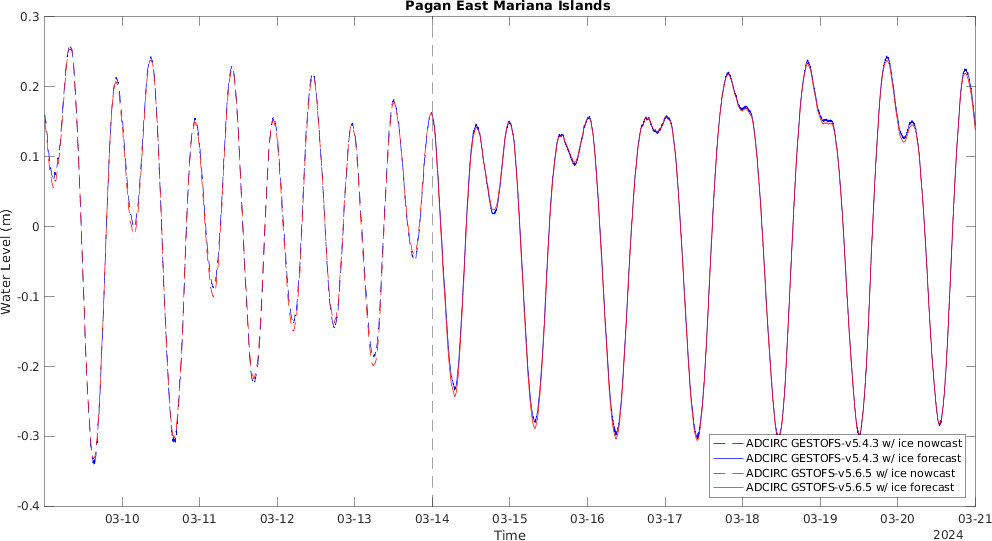 Pagan East Mariana Islands
0.3
0.2
0.1
0
-0.1
-0.2
-0.3
-0.4
Water Level (m)
ADCIRC GESTOFS-v5.4.3 w/ ice nowcast
ADCIRC GESTOFS-v5.4.3 w/ ice forecast
ADCIRC GSTOFS-v5.6.5 w/ ice nowcast
ADCIRC GSTOFS-v5.6.5 w/ ice forecast
03-10 03-11 03-12 03-13 03-14 03-15 03-16 03-17 03-18 03-19 03-20 03-21
Time
2024